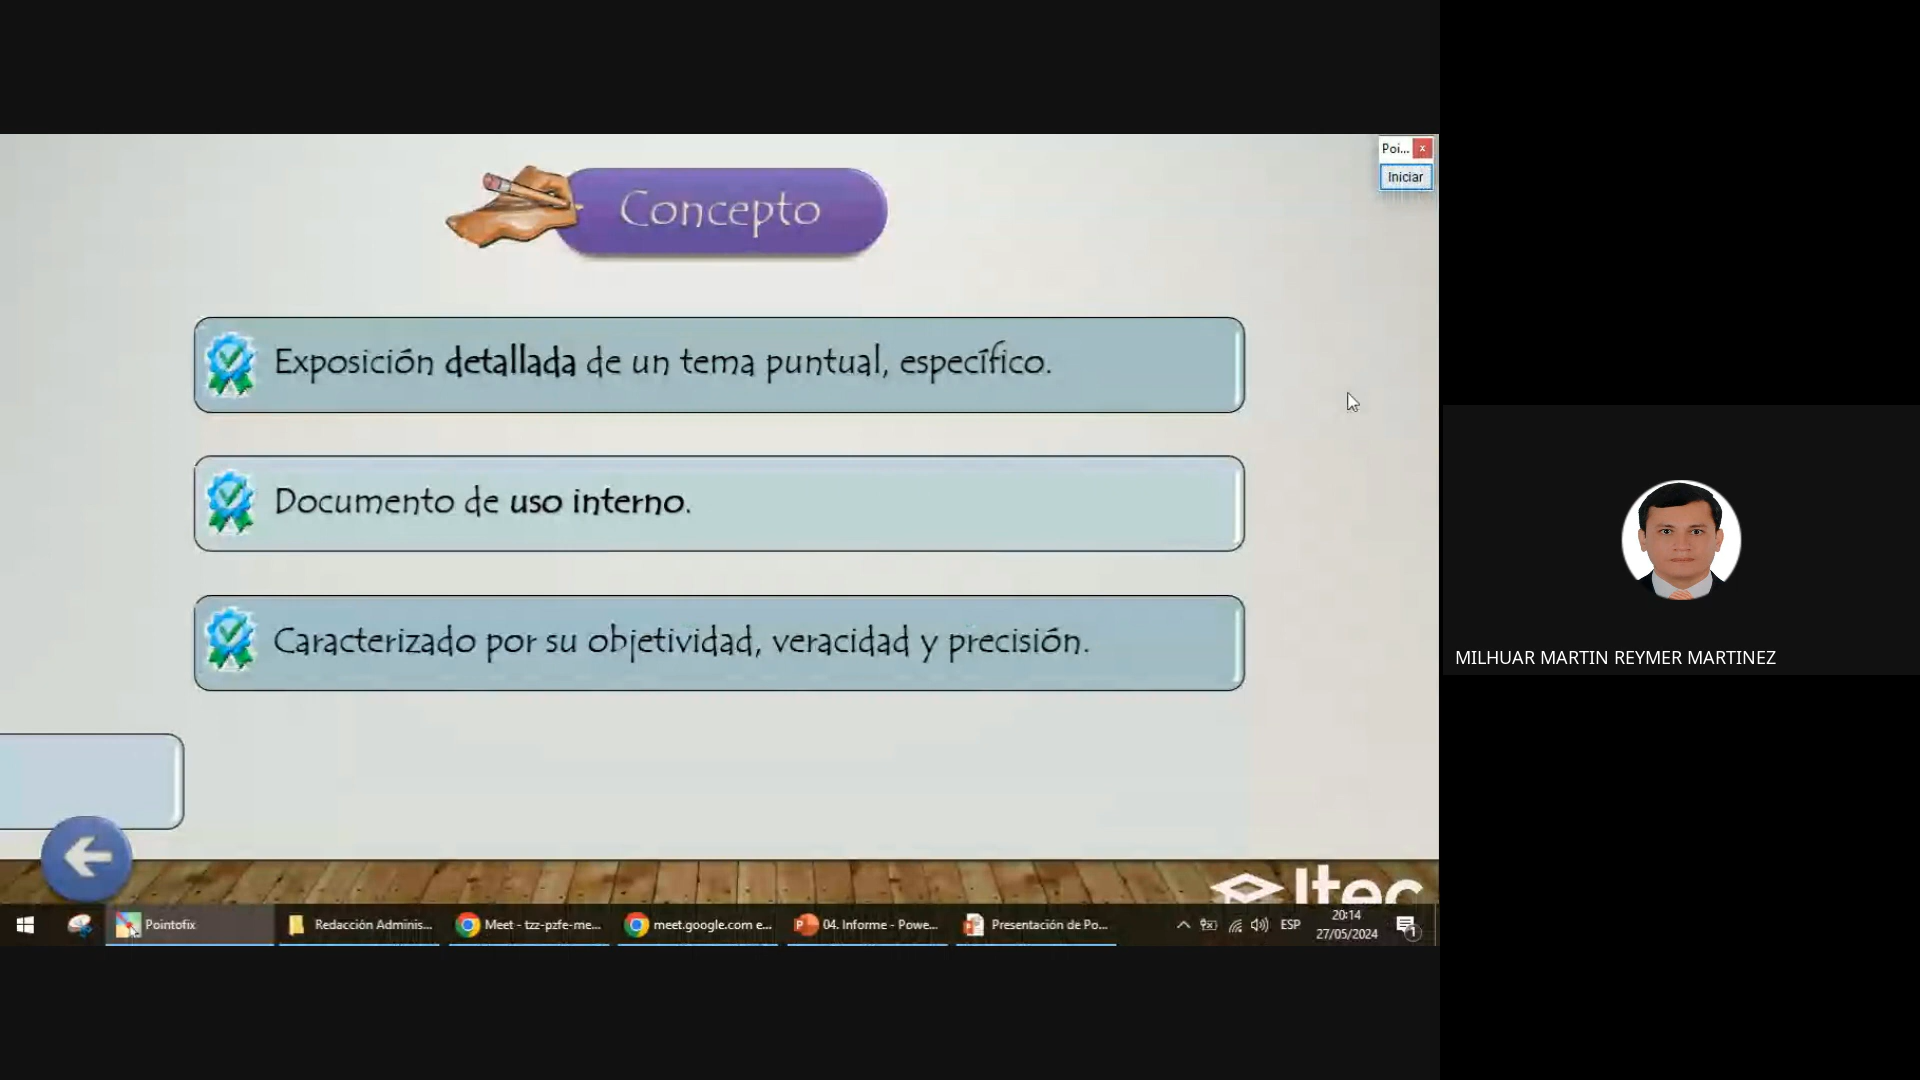 Poi...
Iniciar
Concepto
Exposición detallada de un tema puntual, específico.
Documento de uso interno.
Caracterizado por su objetividad, veracidad y precisión.
MILHUAR MARTIN REYMER MARTINEZ
Itec
Pointofix
Redacción Adminis...
Meet - tzz-pzfe-me...
meet.google.com e...
04. Informe - Powe...
Presentación de Po...
ESP
20:14
27/05/2024
1